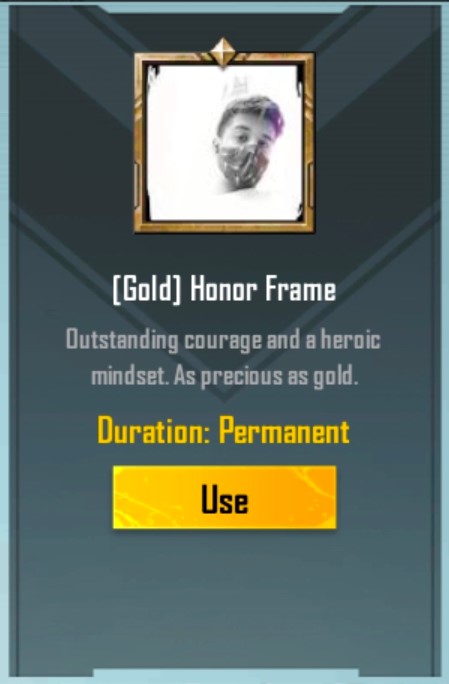 [Gold] Honor Frame
Outstanding courage and a heroic
mindset. As precious as gold.
Duration: Permanent
Use